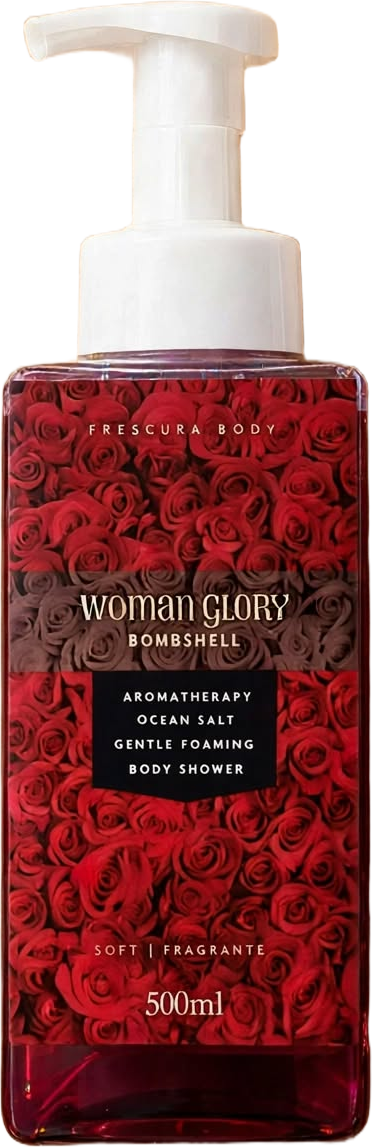 FRESCURA BODY
WOMAN GLORY
BOMBSHELL
AROMATHERAPY
OCEAN SALT
GENTLE FOAMING
BODY SHOWER
SOFT | FRAGRANTE
500ml